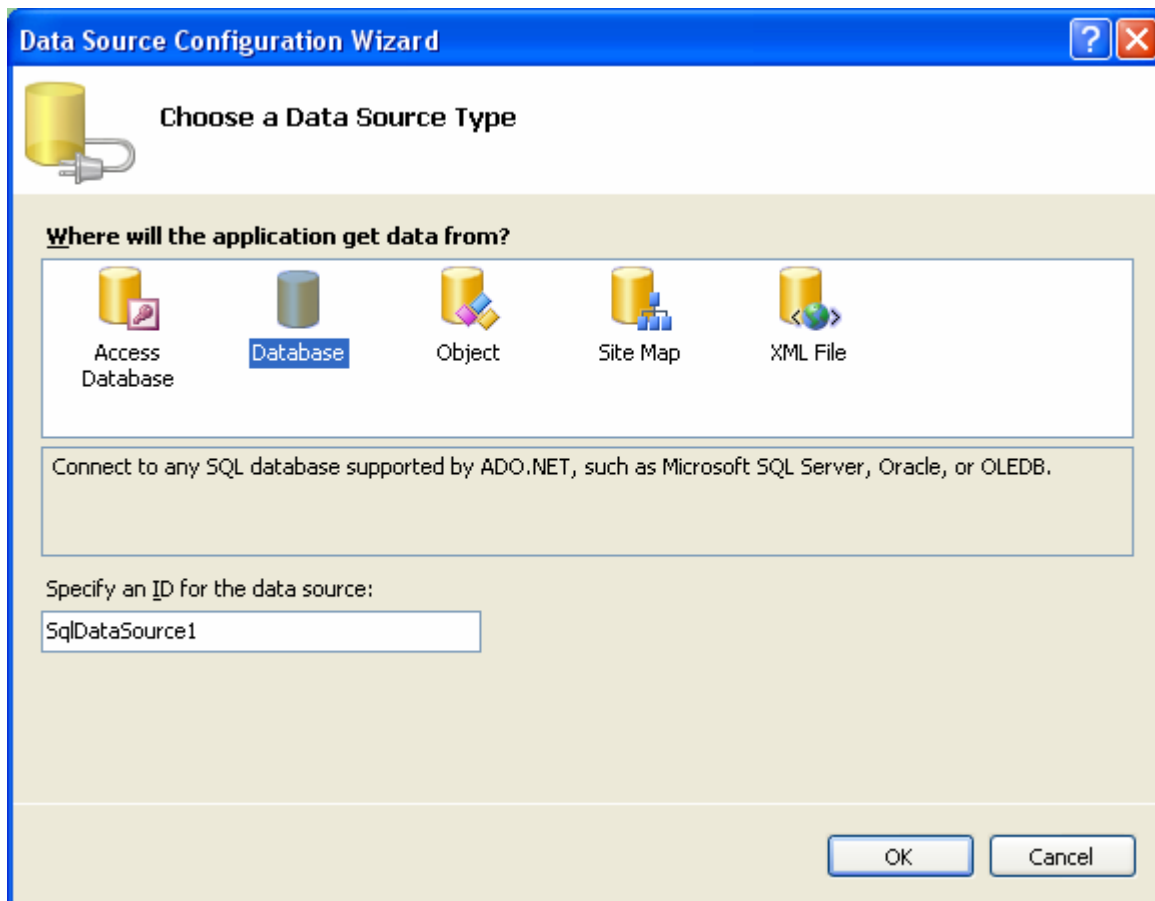 Data Source Configuration Wizard
Choose a Data Source Type
Where will the application get data from?
Access
Database
Database
Object
Site Map
XML File
Connect to any SQL database supported by ADO.NET, such as Microsoft SQL Server, Oracle, or OLEDB.
Specify an ID for the data source:
SqlDataSource1
OK
Cancel